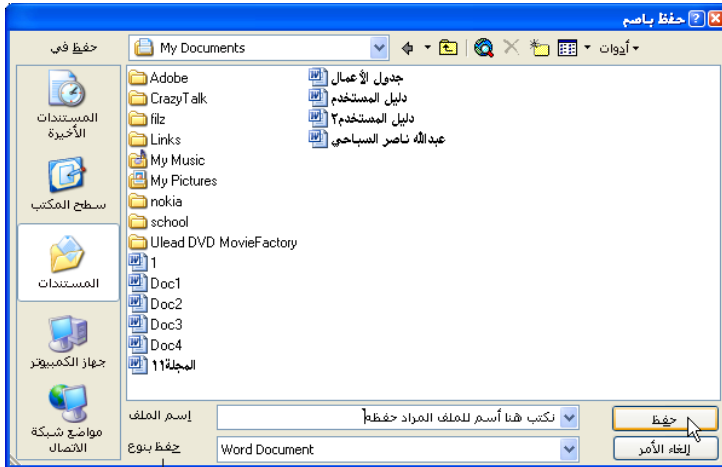 حفظ باسم
حفظ في
My Documents
أدوات
المستندات
الأخيرة
سطح المكتب
المستندات
جهاز الكمبيوتر
مواضع شبكة
الاتصال
Adobe
CrazyTalk
filz
Links
My Music
My Pictures
nokia
school
Ulead DVD MovieFactory
1
Doc1
Doc2
Doc3
Doc4
المجلة١١
جدول الأعمال
دليل المستخدم
دليل المستخدم٢
عبدالله ناصر السباحي
إسم الملف
نكتب هنا أسم للملف المراد حفظه
حفظ
حفظ بنوع
Word Document
إلغاء الأمر